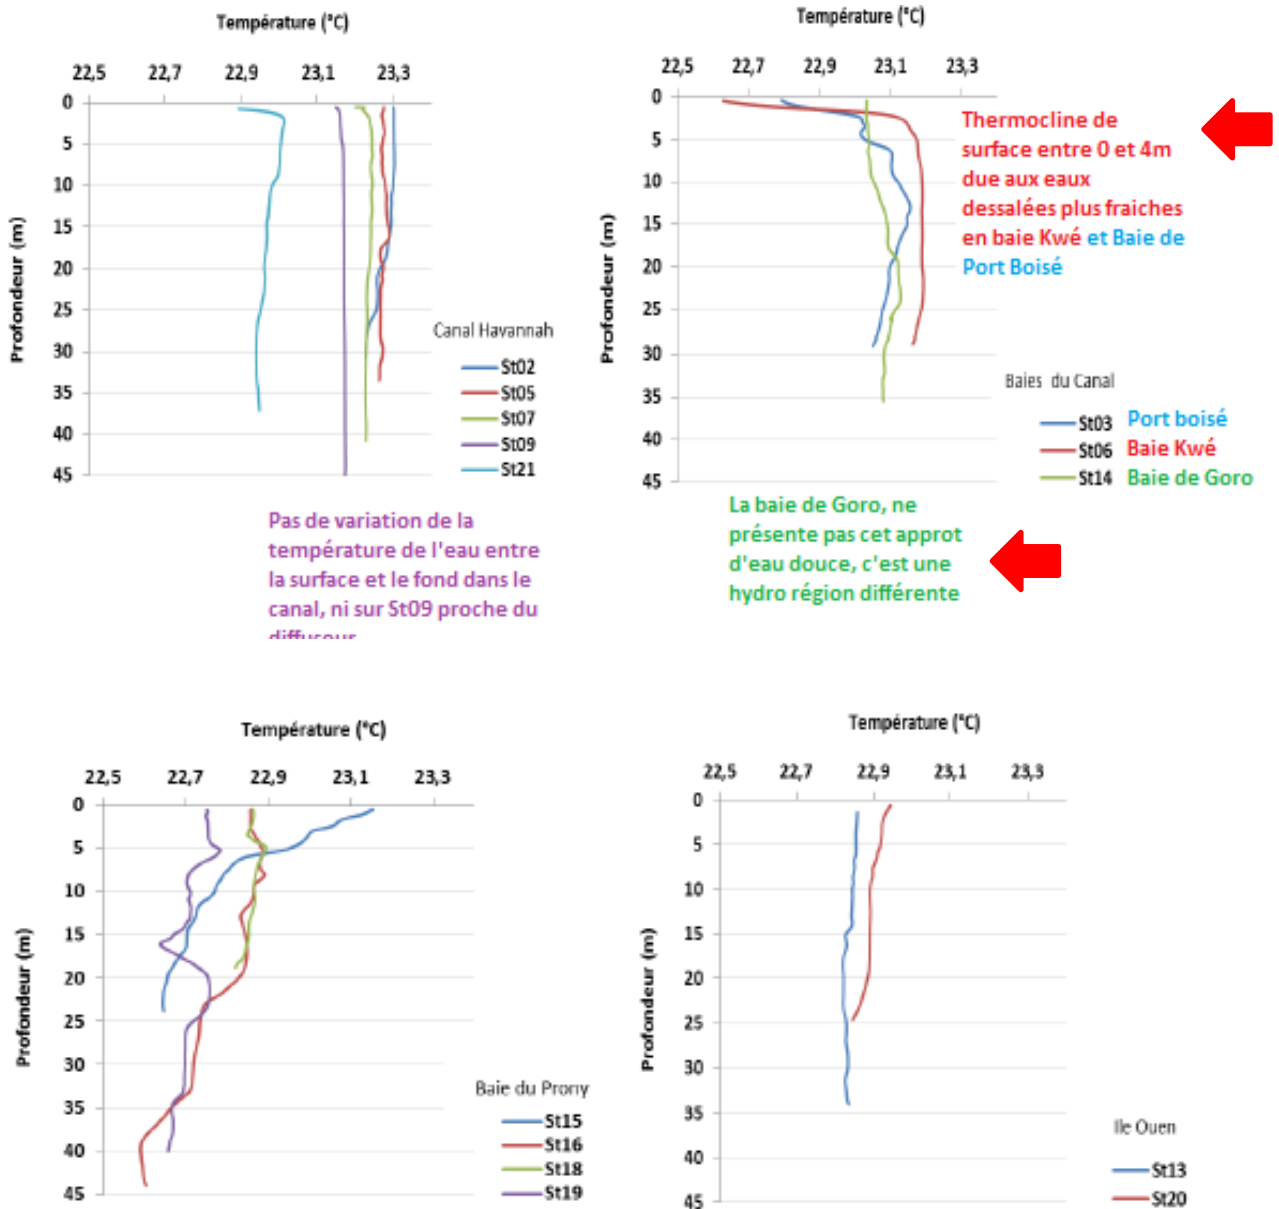 Température (°C)
22,5 22,7 22,9 23,1 23,3
0
5
10
15
20
25
30
35
40
45
Profondeur (m)
Canal Havannah
St02
St05
St07
St09
St21
Pas de variation de la
température de l'eau entre
la surface et le fond dans le
canal, ni sur St09 proche du
diffuseur
Température (°C)
22,5 22,7 22,9 23,1 23,3
0
5
10
15
20
25
30
35
40
45
Profondeur (m)
Thermocline de
surface entre 0 et 4m
due aux eaux
dessalées plus fraiches
en baie Kwé et Baie de
Port Boisé
Baies du Canal
St03 Port boisé
St06 Baie Kwé
St14 Baie de Goro
La baie de Goro, ne
présente pas cet approt
d'eau douce, c'est une
hydro région différente
Température (°C)
22,5 22,7 22,9 23,1 23,3
0
5
10
15
20
25
30
35
40
45
Profondeur (m)
Baie du Prony
St15
St16
St18
St19
Température (°C)
22,5 22,7 22,9 23,1 23,3
0
5
10
15
20
25
30
35
40
45
Profondeur (m)
Ile Ouen
St13
St20